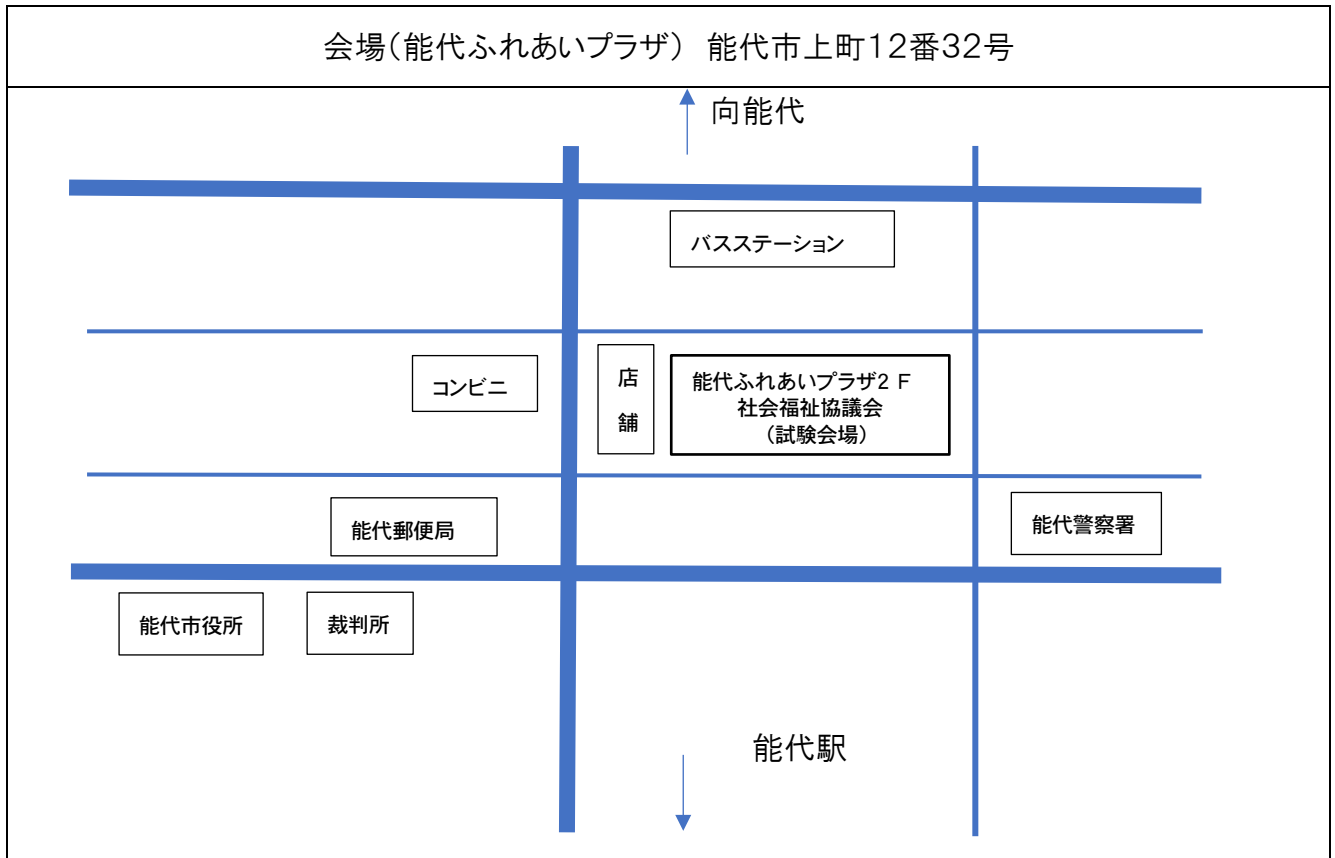 会場(能代ふれあいプラザ) 能代市上町12番32号
向能代
バスステーション
コンビニ
店
舗
能代ふれあいプラザ2 F
社会福祉協議会
(試験会場)
能代郵便局
能代警察署
能代市役所
裁判所
能代駅